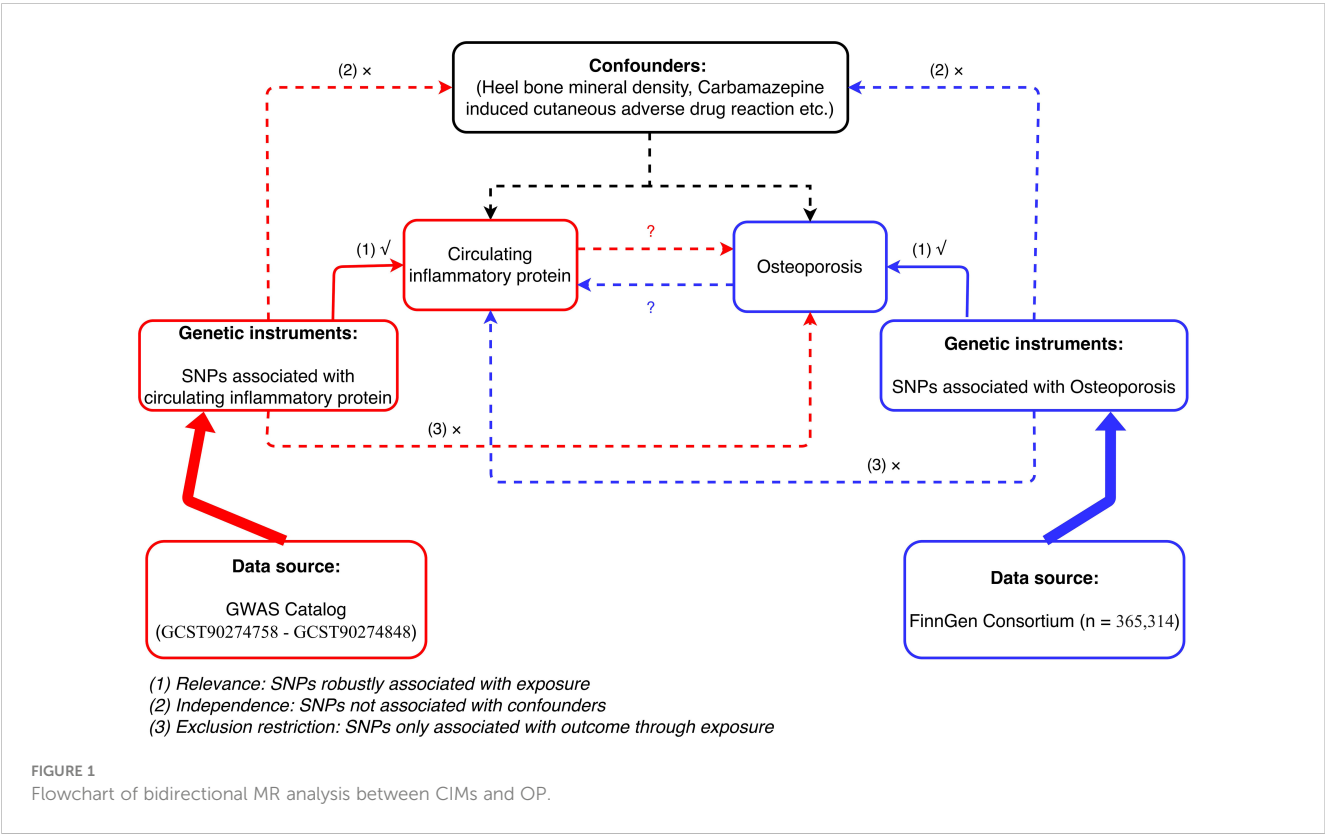 (2) ×
Confounders:
(Heel bone mineral density, Carbamazepine
induced cutaneous adverse drug reaction etc.)
(2) ×
(1) √
Circulating
inflammatory protein
?
?
Osteoporosis
(1) √
Genetic instruments:
SNPs associated with
circulating inflammatory protein
Genetic instruments:
SNPs associated with Osteoporosis
(3) ×
(3) ×
Data source:
GWAS Catalog
(GCST90274758 - GCST90274848)
Data source:
FinnGen Consortium (n = 365,314)
(1) Relevance: SNPs robustly associated with exposure
(2) Independence: SNPs not associated with confounders
(3) Exclusion restriction: SNPs only associated with outcome through exposure
FIGURE 1
Flowchart of bidirectional MR analysis between CIMs and OP.